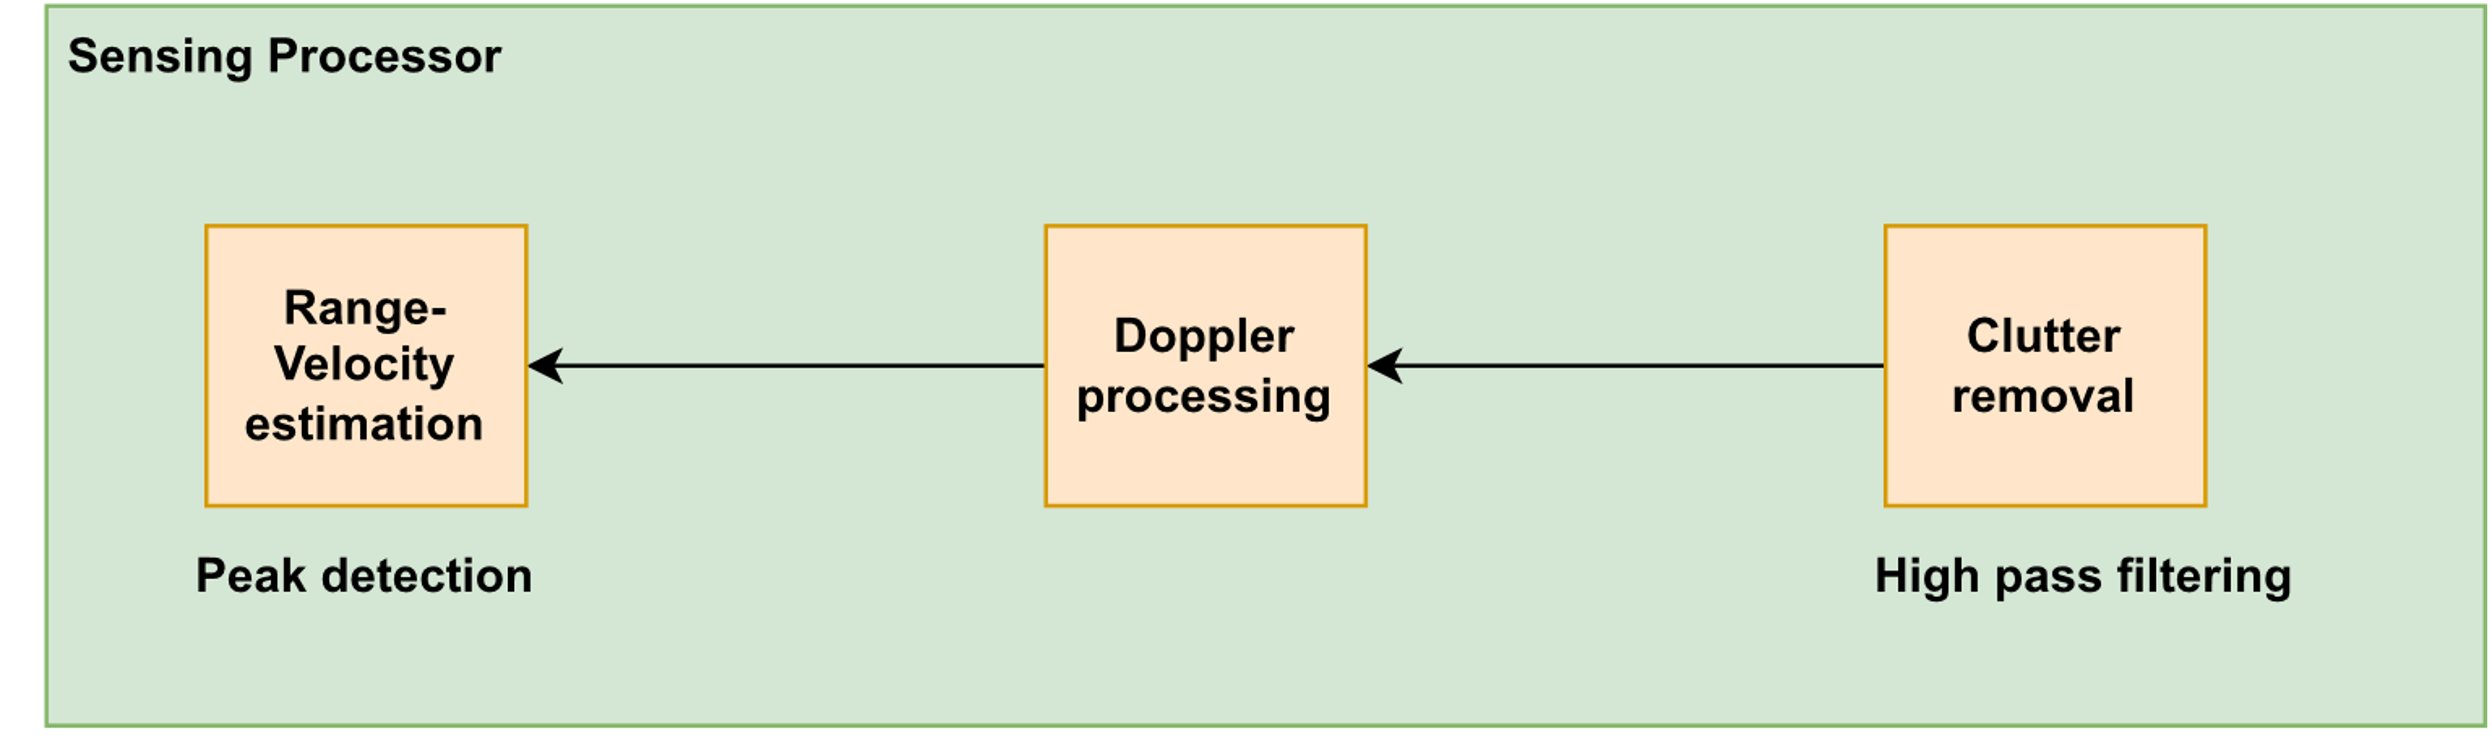 Sensing Processor
Range-
Velocity
estimation
Doppler
processing
Clutter
removal
Peak detection
High pass filtering